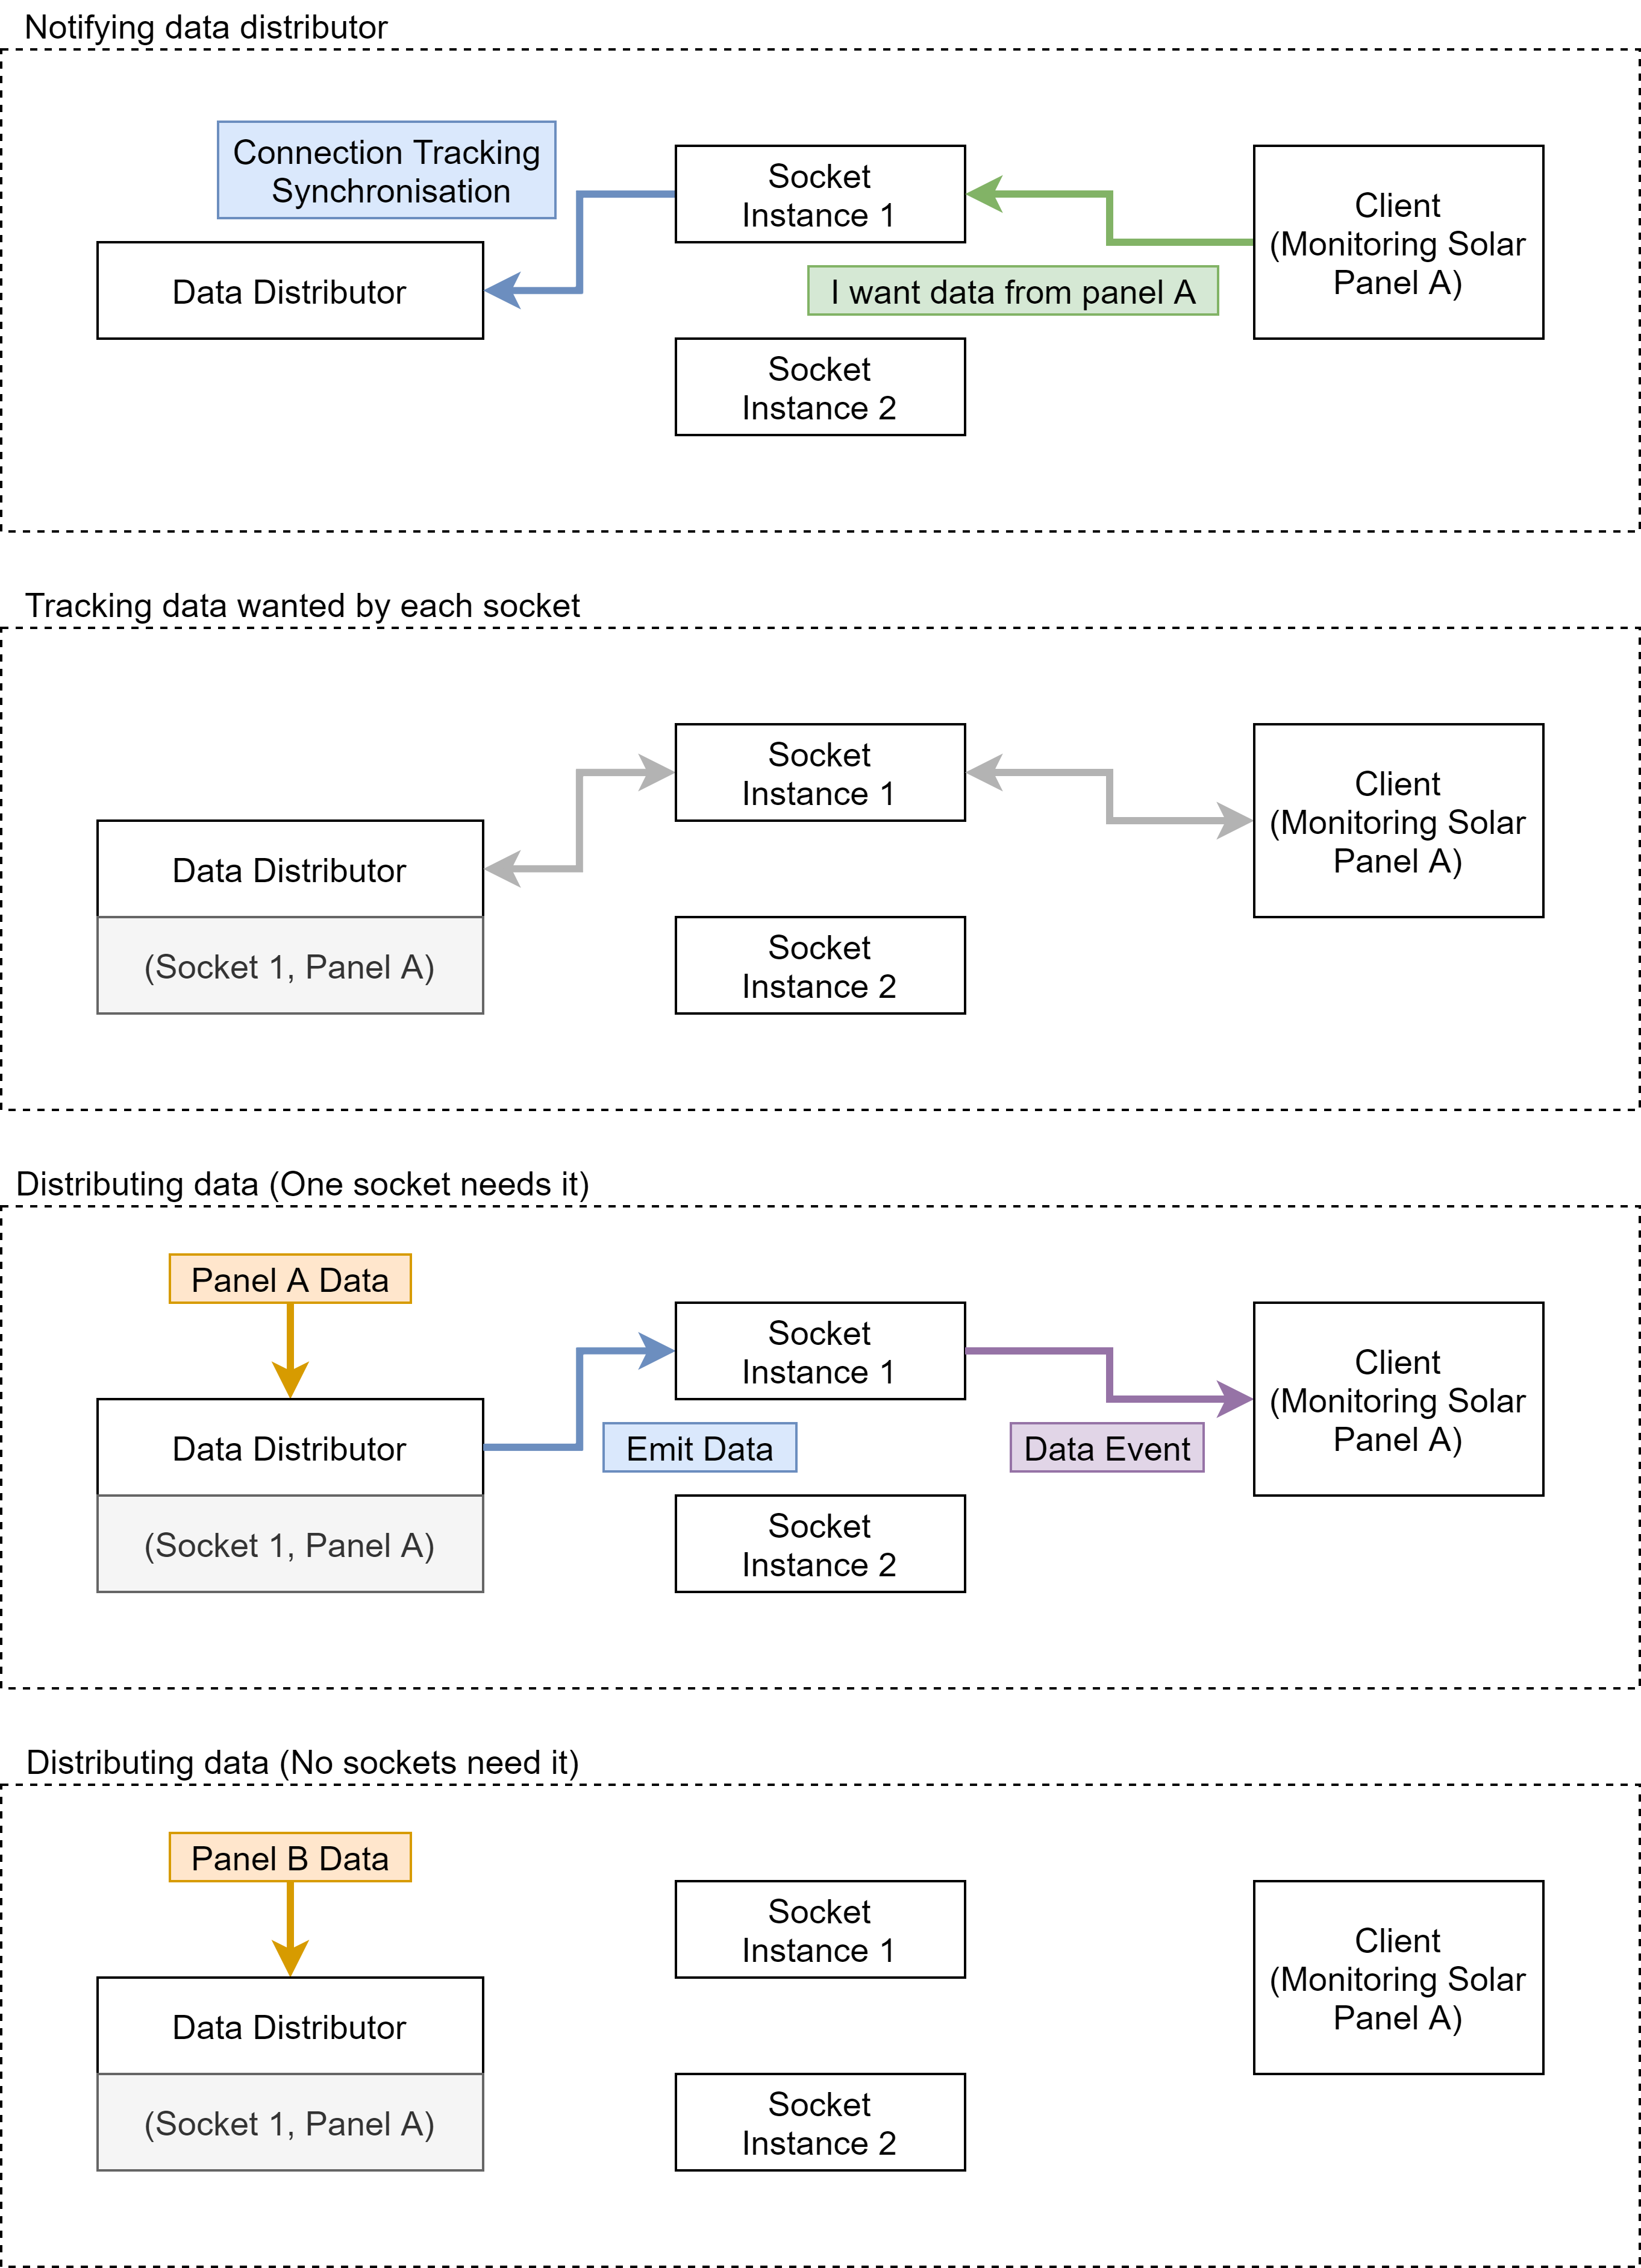 Notifying data distributor
Connection Tracking
Synchronisation
Socket
Instance 1
Client
(Monitoring Solar
Panel A)
Data Distributor
I want data from panel A
Socket
Instance 2
Tracking data wanted by each socket
Socket
Instance 1
Client
(Monitoring Solar
Panel A)
Data Distributor
(Socket 1, Panel A)
Socket
Instance 2
Distributing data (One socket needs it)
Panel A Data
Socket
Instance 1
Client
(Monitoring Solar
Panel A)
Data Distributor
Emit Data
Data Event
(Socket 1, Panel A)
Socket
Instance 2
Distributing data (No sockets need it)
Panel B Data
Socket
Instance 1
Client
(Monitoring Solar
Panel A)
Data Distributor
(Socket 1, Panel A)
Socket
Instance 2